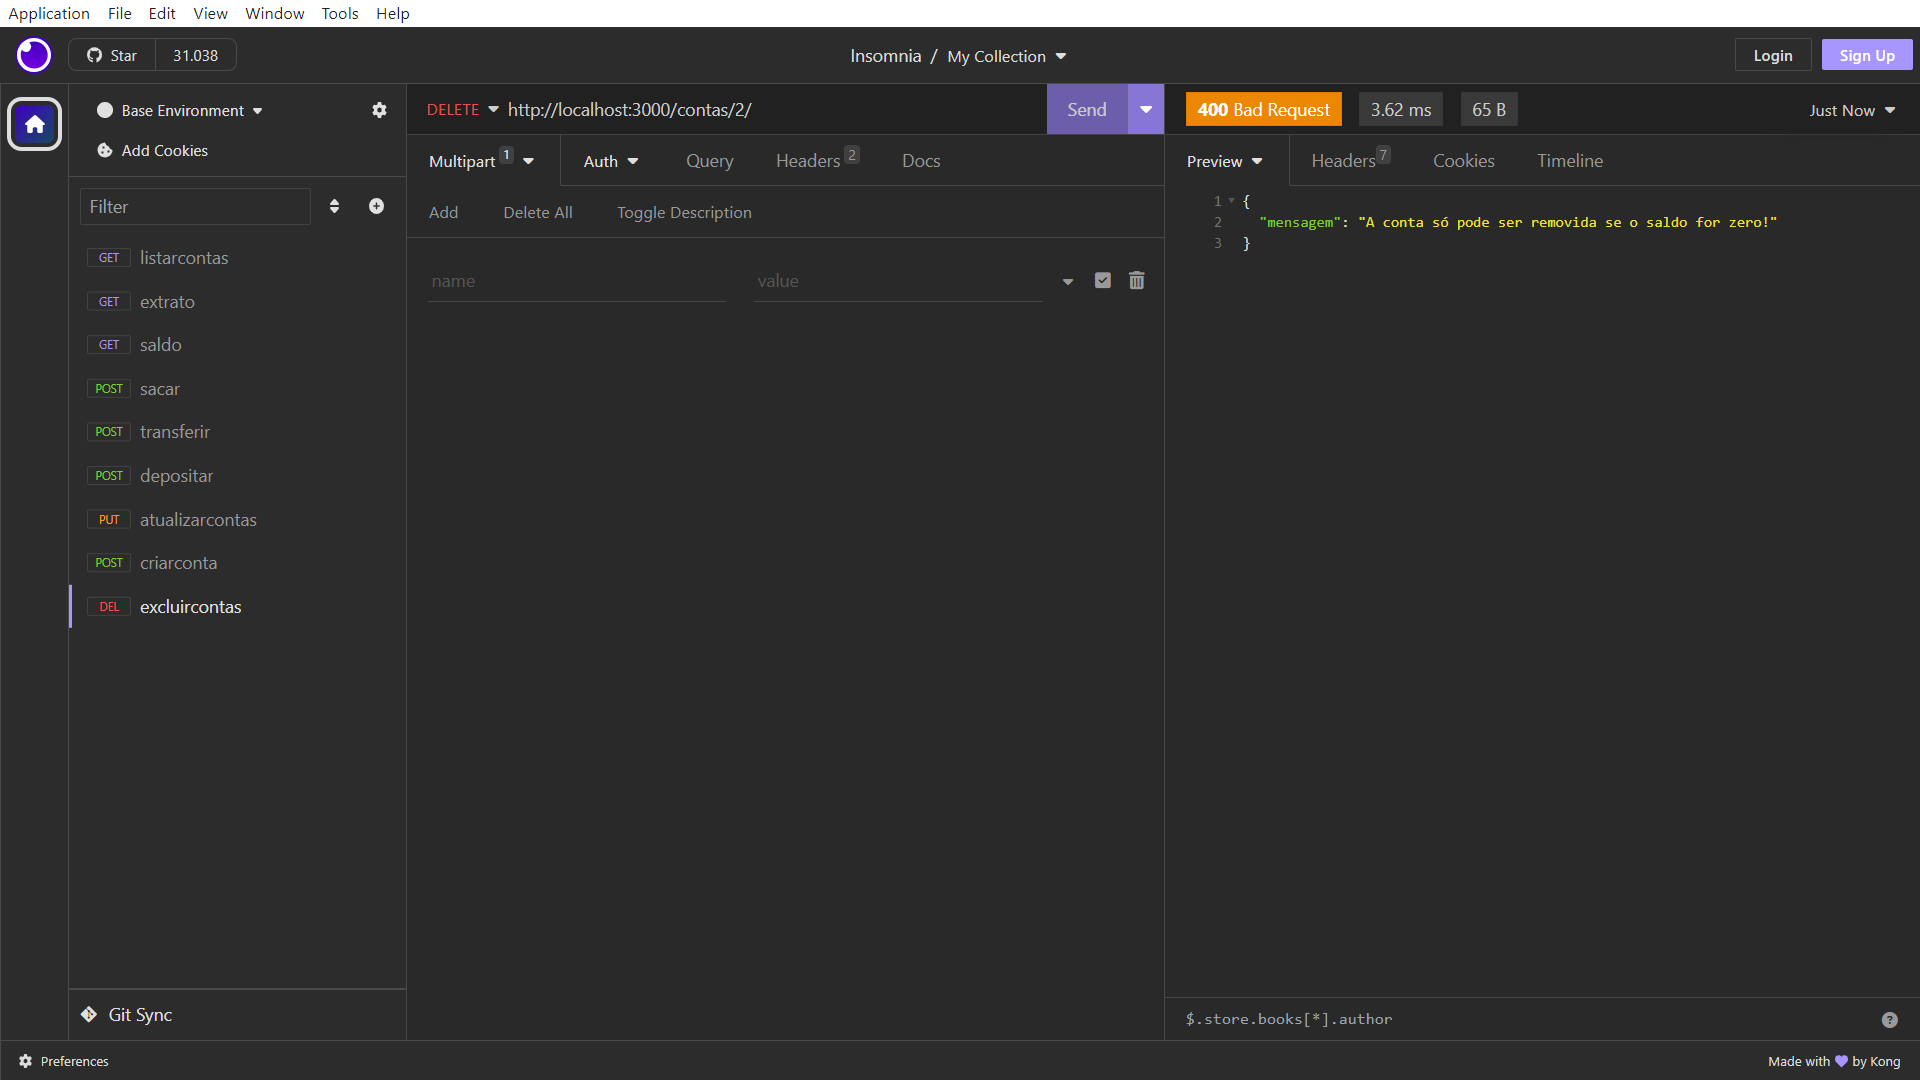 Application File Edit View Window Tools Help
Star 31.038 Insomnia / My Collection Login Sign Up
Base Environment
Add Cookies
Filter
GET listarcontas
GET extrato
GET saldo
POST sacar
POST transferir
POST depositar
PUT atualizarcontas
POST criarconta
DEL excluircontas
Git Sync
DELETE http://localhost:3000/contas/2/ Send
Multipart 1 Auth Query Headers 2 Docs
Add Delete All Toggle Description
name value
400 Bad Request 3.62 ms 65 B Just Now
Preview Headers 7 Cookies Timeline
1 {
2 "mensagem": "A conta só pode ser removida se o saldo for zero!"
3 }
$.store.books[*].author
Preferences Made with 💜 by Kong